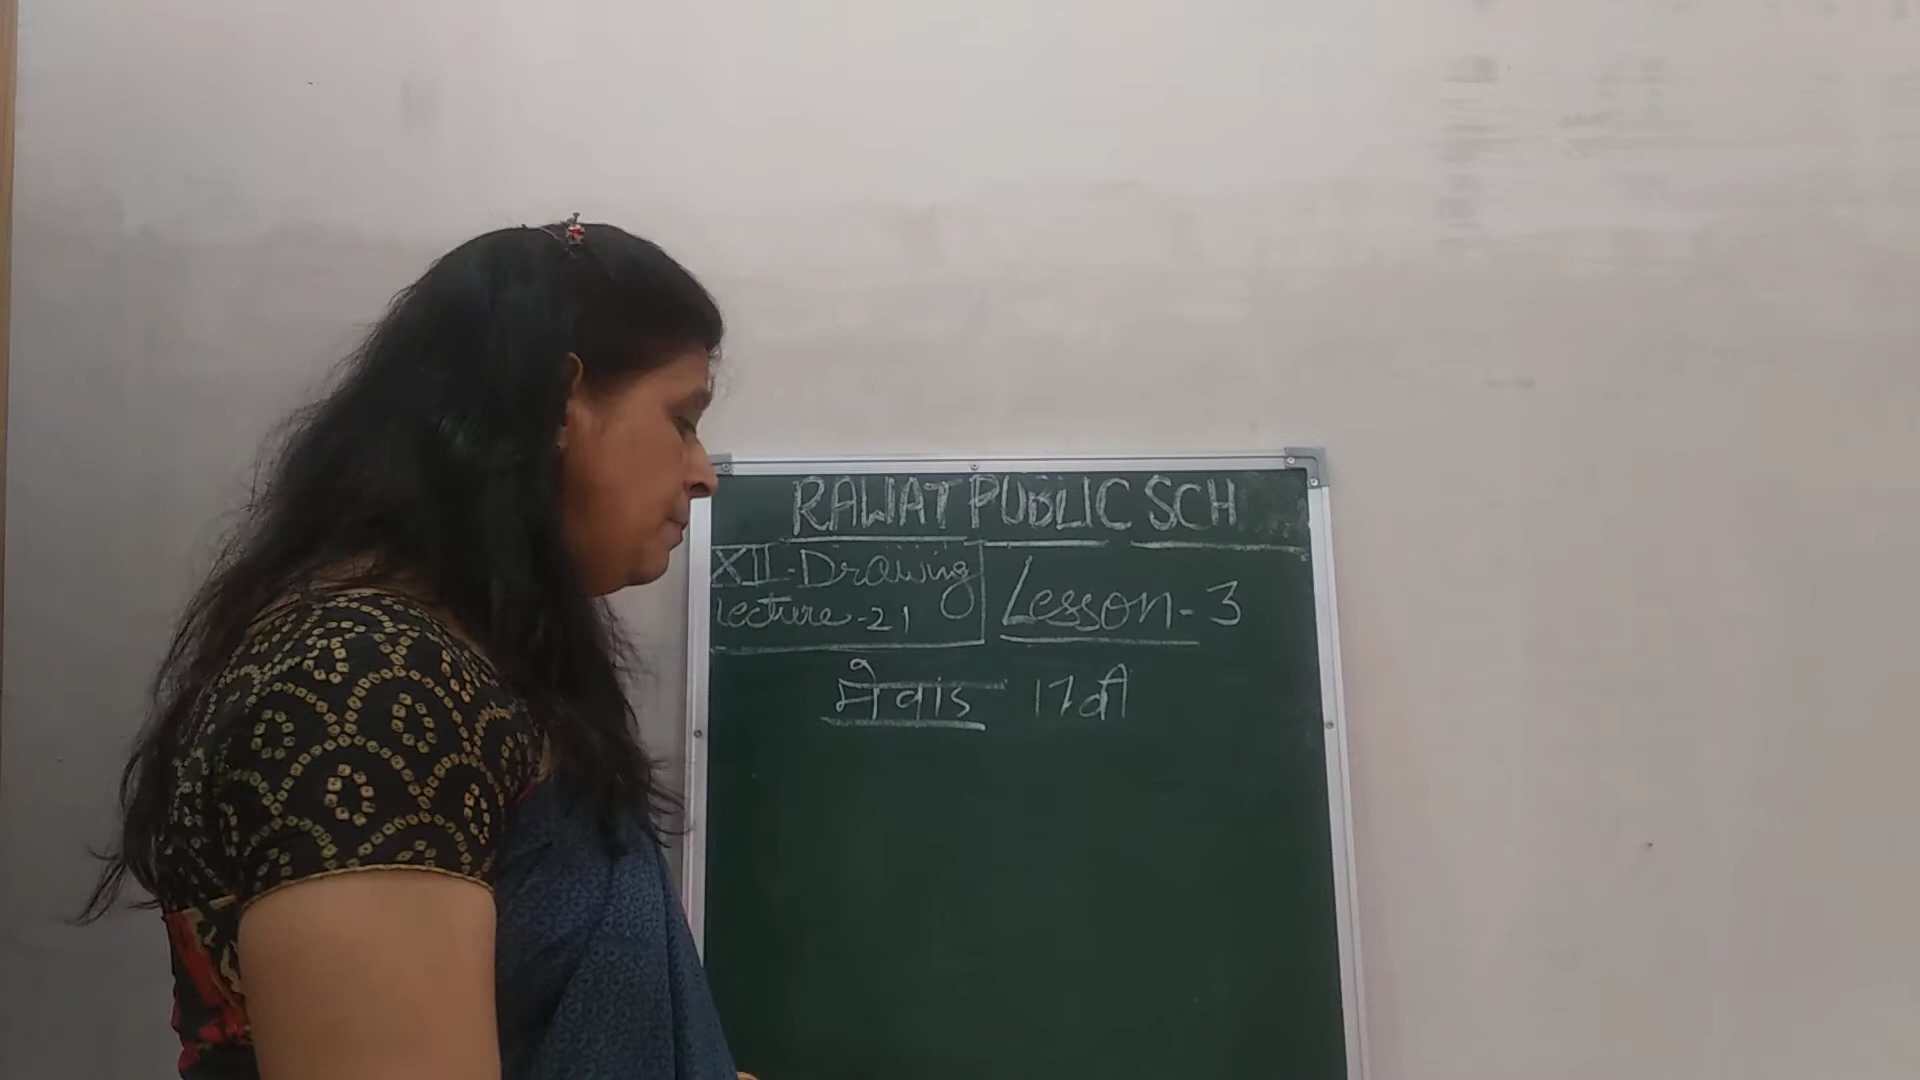 RAWAT PUBLIC SCH
XII-Drawing
Lecture-21
Lesson-3
मेवाड 17वी